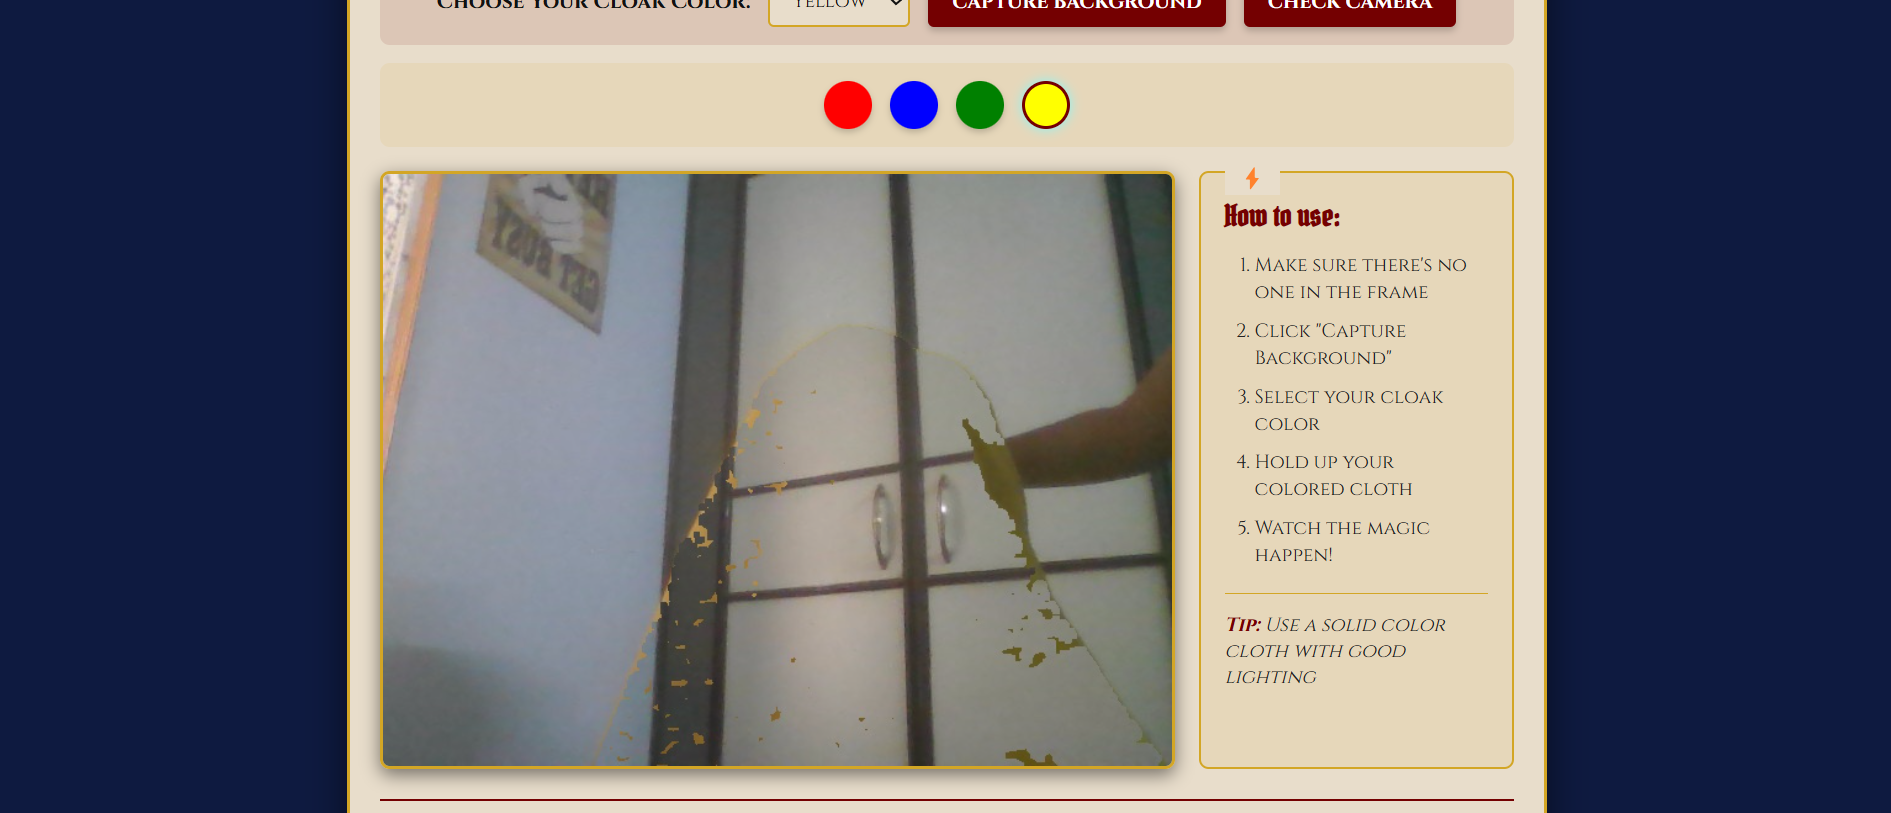 Choose Your Cloak Color:
Yellow
Capture Background
Check Camera
How to use:
1. Make sure there's no
one in the frame
2. Click "Capture
Background"
3. Select your cloak
color
4. Hold up your
colored cloth
5. Watch the magic
happen!
Tip: Use a solid color
cloth with good
lighting
GET BUSY